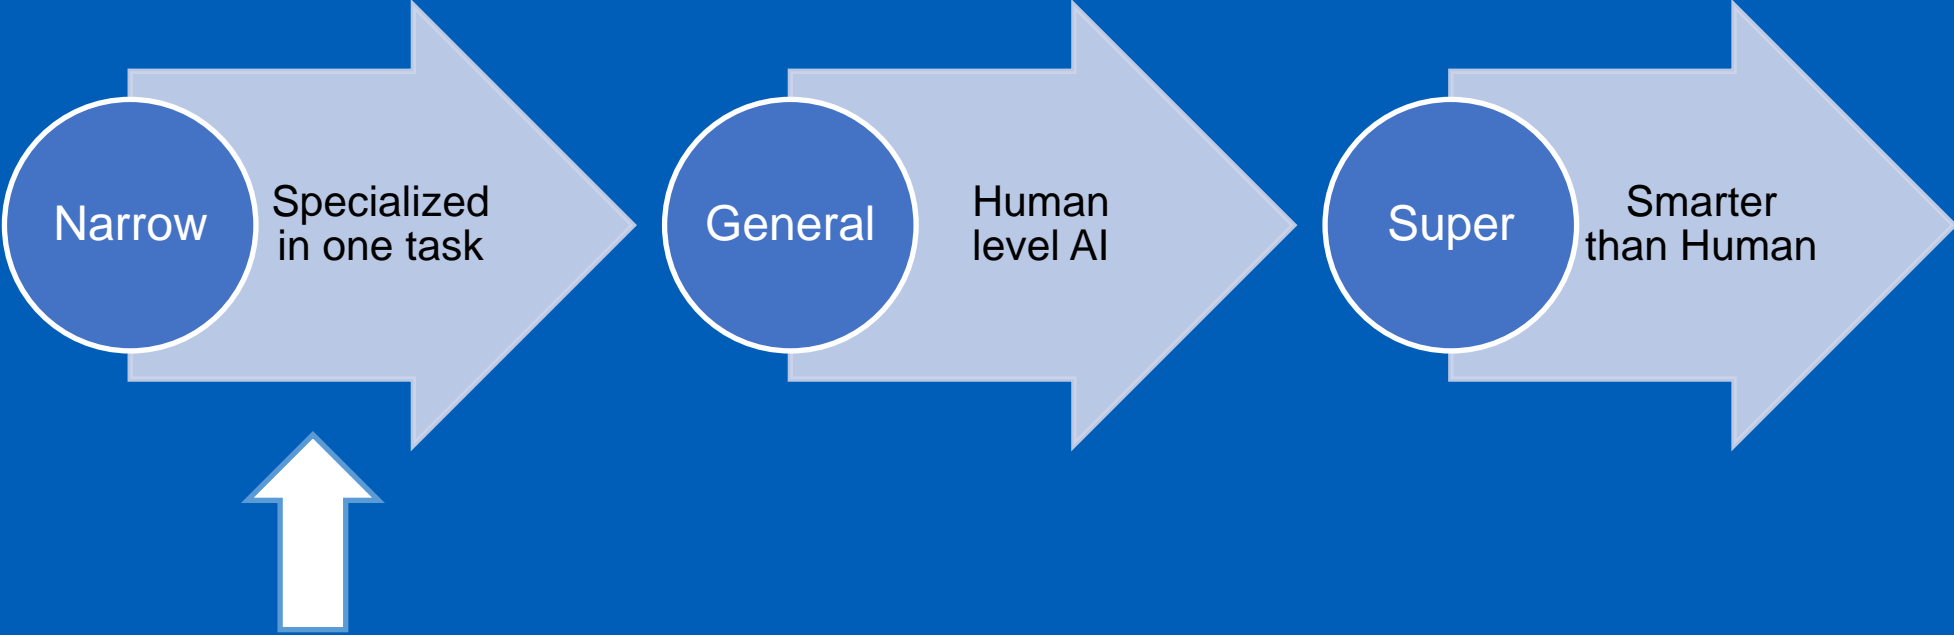 Narrow
Specialized
in one task
General
Human
level AI
Super
Smarter
than Human